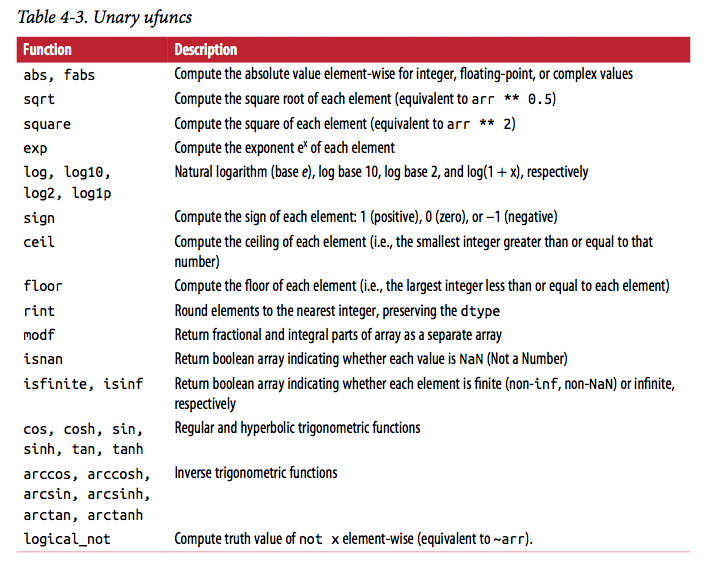 Table 4-3. Unary ufuncs
Function Description
abs, fabs Compute the absolute value element-wise for integer, floating-point, or complex values
sqrt Compute the square root of each element (equivalent to arr ** 0.5)
square Compute the square of each element (equivalent to arr ** 2)
exp Compute the exponent eˣ of each element
log, log10, Natural logarithm (base e), log base 10, log base 2, and log(1 + x), respectively
log2, log1p
sign Compute the sign of each element: 1 (positive), 0 (zero), or –1 (negative)
ceil Compute the ceiling of each element (i.e., the smallest integer greater than or equal to that
number)
floor Compute the floor of each element (i.e., the largest integer less than or equal to each element)
rint Round elements to the nearest integer, preserving the dtype
modf Return fractional and integral parts of array as a separate array
isnan Return boolean array indicating whether each value is NaN (Not a Number)
isfinite, isinf Return boolean array indicating whether each element is finite (non-inf, non-NaN) or infinite,
respectively
cos, cosh, sin, Regular and hyperbolic trigonometric functions
sinh, tan, tanh
arccos, arccosh, Inverse trigonometric functions
arcsin, arcsinh,
arctan, arctanh
logical_not Compute truth value of not x element-wise (equivalent to ~arr).